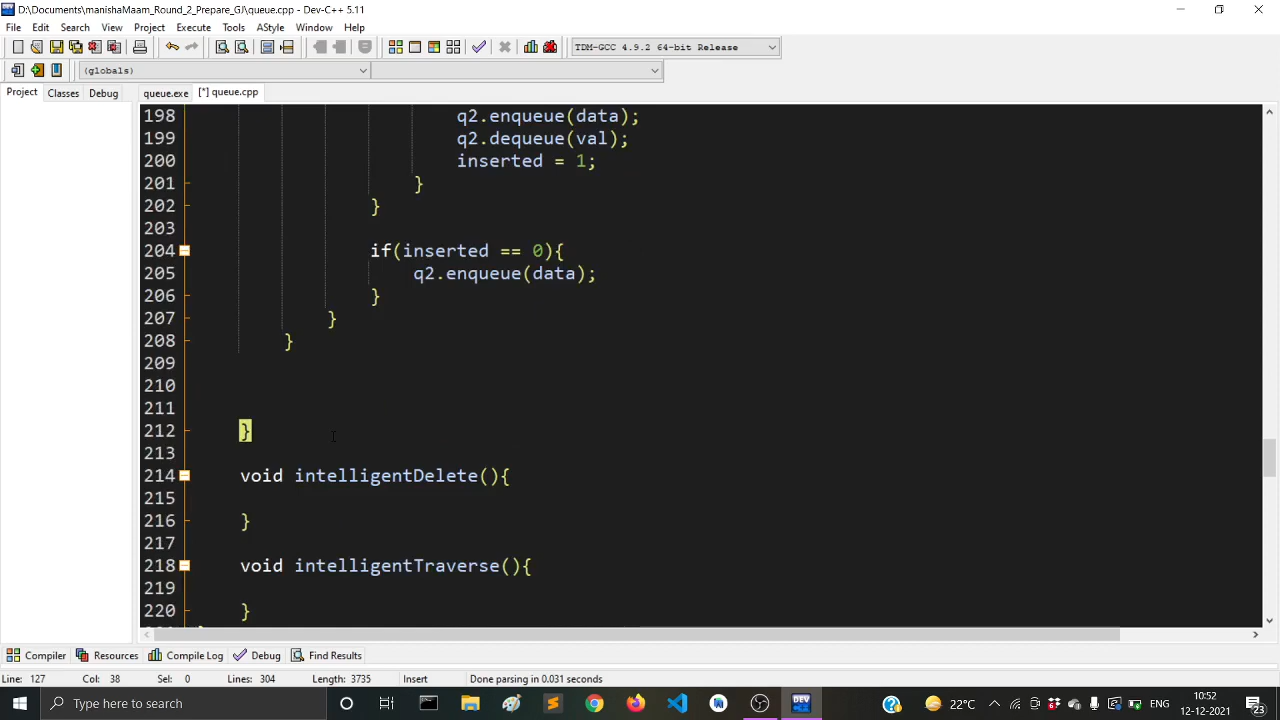 D:\Documents\manishaMaam_Round_2_Prepare_GJ\queue.cpp - Dev-C++ 5.11
File Edit Search View Project Execute Tools AStyle Window Help
TDM-GCC 4.9.2 64-bit Release
(globals)
Project Classes Debug queue.exe [*] queue.cpp
198 q2.enqueue(data);
199 q2.dequeue(val);
200 inserted = 1;
201 }
202 }
203
204 if(inserted == 0){
205 q2.enqueue(data);
206 }
207 }
208 }
209
210
211
212 }
213
214 void intelligentDelete(){
215
216 }
217
218 void intelligentTraverse(){
219
220 }
Compiler Resources Compile Log Debug Find Results
Line: 127 Col: 38 Sel: 0 Lines: 304 Length: 3735 Insert Done parsing in 0.031 seconds
Type here to search 22°C ENG 10:52
12-12-2021 23